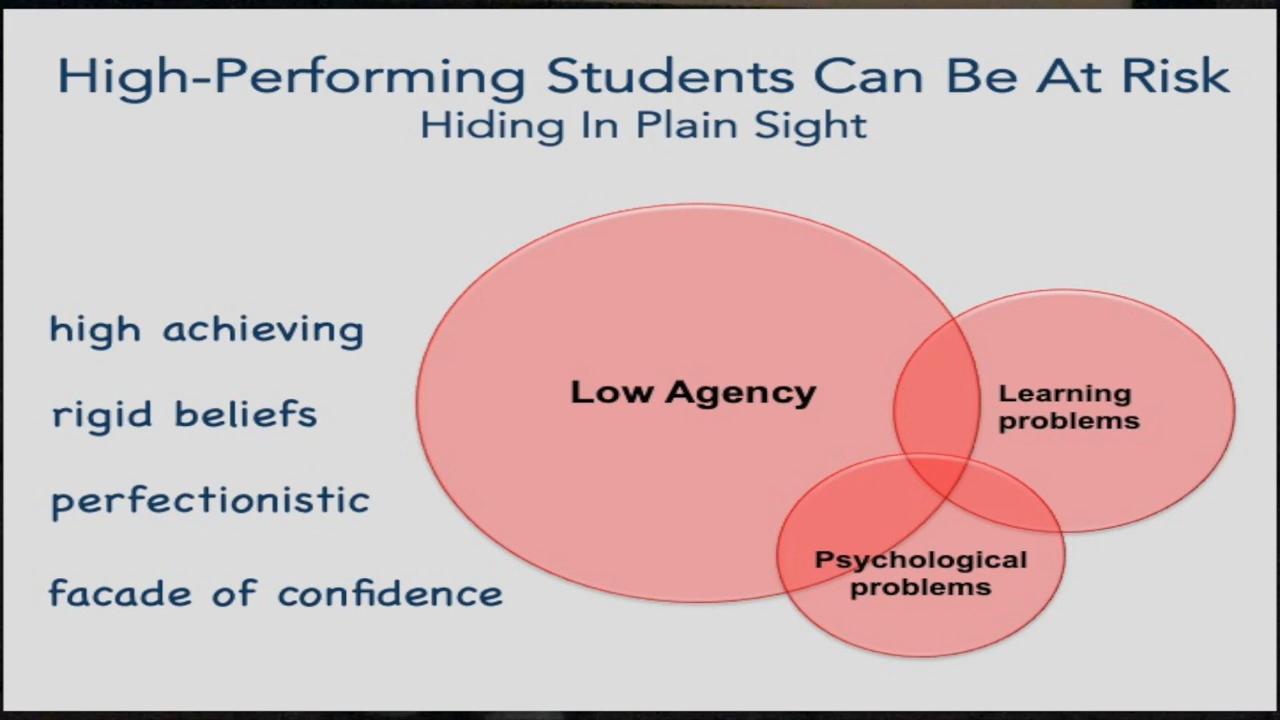 High-Performing Students Can Be At Risk
Hiding In Plain Sight
high achieving
rigid beliefs
perfectionistic
facade of confidence
Low Agency
Learning
problems
Psychological
problems